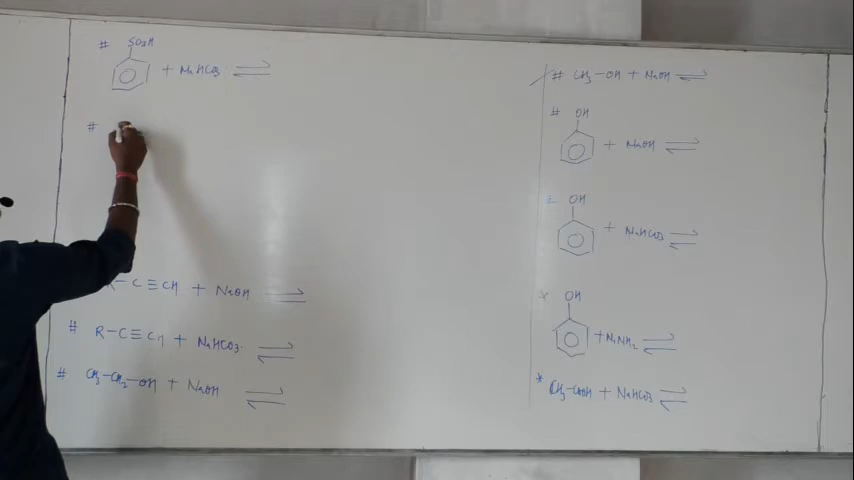 # SO3H
+ NaHCO3 ⇌
#
R-C≡CH + NaOH ⇌
# R-C≡CH + NaHCO3 ⇌
# CH3-CH2-OH + NaOH ⇌
# CH3-OH + NaOH ⇌
# OH
+ NaOH ⇌
OH
+ NaHCO3 ⇌
* OH
+ NaNH2 ⇌
* CH3-COOH + NaHCO3 ⇌